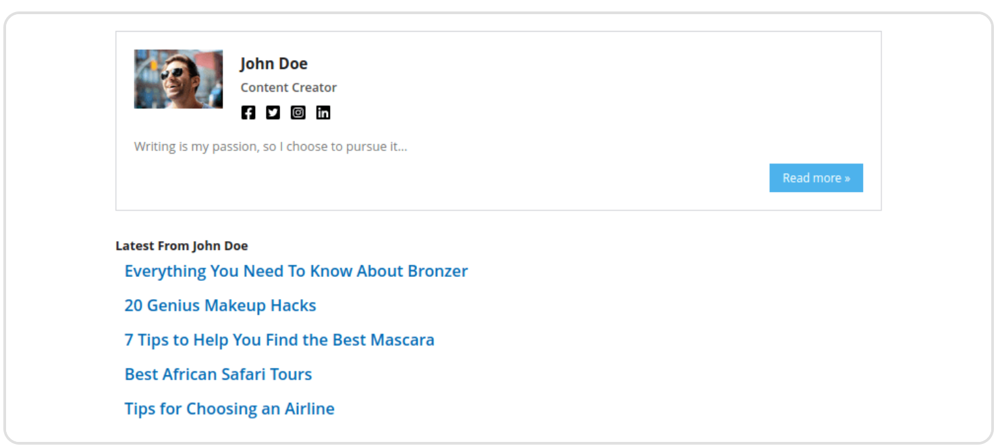 John Doe
Content Creator
Writing is my passion, so I choose to pursue it...
Read more »
Latest From John Doe
Everything You Need To Know About Bronzer
20 Genius Makeup Hacks
7 Tips to Help You Find the Best Mascara
Best African Safari Tours
Tips for Choosing an Airline